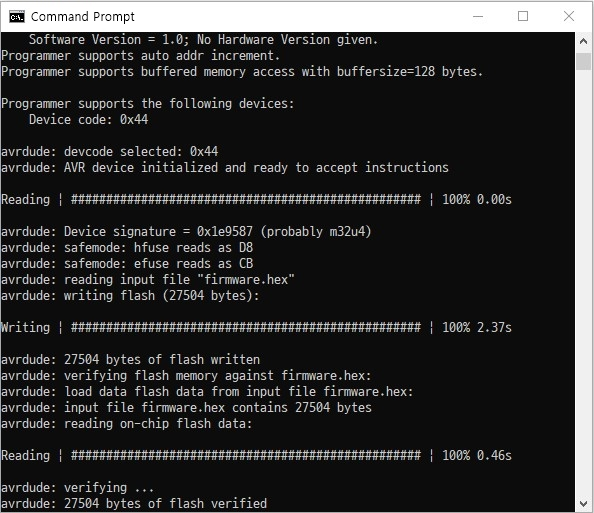 Command Prompt
Software Version = 1.0; No Hardware Version given.
Programmer supports auto addr increment.
Programmer supports buffered memory access with buffersize=128 bytes.
Programmer supports the following devices:
Device code: 0x44
avrdude: devcode selected: 0x44
avrdude: AVR device initialized and ready to accept instructions
Reading ¦ ################################################## ¦ 100% 0.00s
avrdude: Device signature = 0x1e9587 (probably m32u4)
avrdude: safemode: hfuse reads as D8
avrdude: safemode: efuse reads as CB
avrdude: reading input file "firmware.hex"
avrdude: writing flash (27504 bytes):
Writing ¦ ################################################## ¦ 100% 2.37s
avrdude: 27504 bytes of flash written
avrdude: verifying flash memory against firmware.hex:
avrdude: load data flash data from input file firmware.hex:
avrdude: input file firmware.hex contains 27504 bytes
avrdude: reading on-chip flash data:
Reading ¦ ################################################## ¦ 100% 0.46s
avrdude: verifying ...
avrdude: 27504 bytes of flash verified